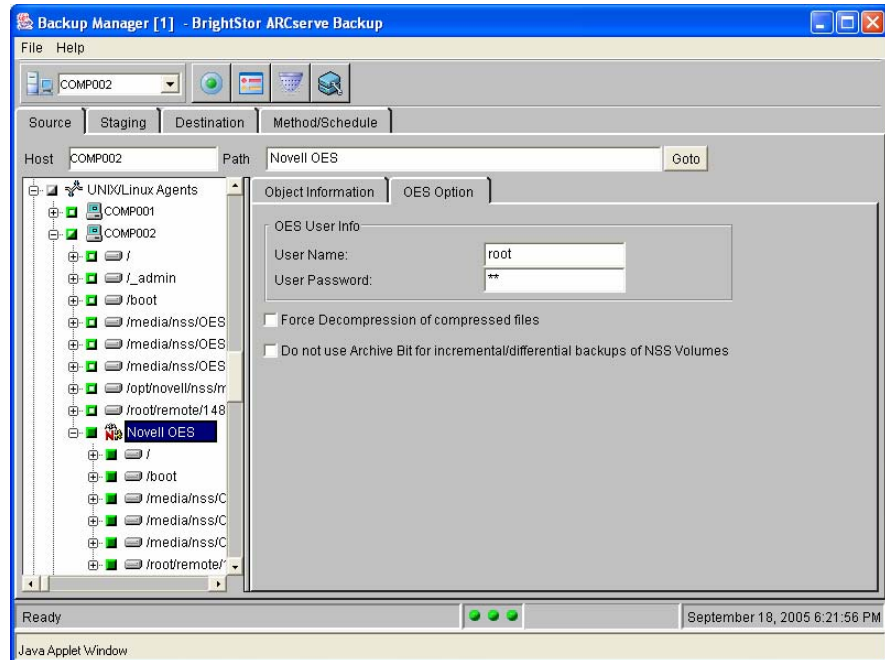 Backup Manager [1] - BrightStor ARCserve Backup
File Help
COMP002
Source Staging Destination Method/Schedule
Host COMP002 Path Novell OES Goto
UNIX/Linux Agents
COMP001
COMP002
/
/_admin
/boot
/media/nss/OES
/media/nss/OES
/media/nss/OES
/opt/novell/nss/m
/root/remote/148
Novell OES
/
/boot
/media/nss/O
/media/nss/O
/media/nss/O
/root/remote/
Object Information OES Option
OES User Info
User Name: root
User Password: **
Force Decompression of compressed files
Do not use Archive Bit for incremental/differential backups of NSS Volumes
Ready September 18, 2005 6:21:56 PM
Java Applet Window